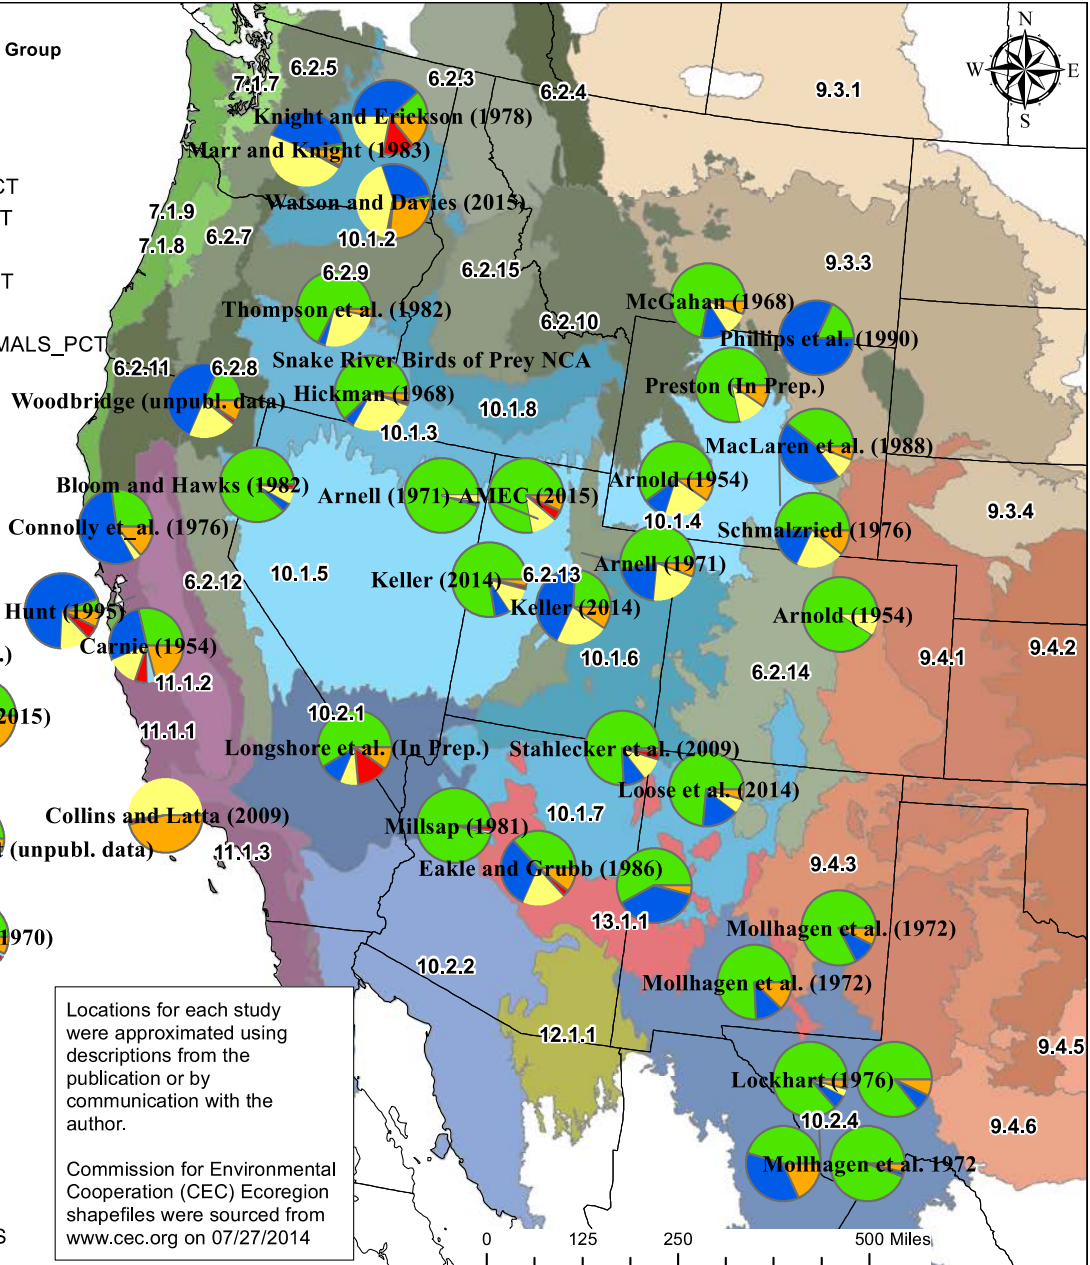 Group
N
W E
S
7.1.7
6.2.5
6.2.3
6.2.4
9.3.1
Knight and Erickson (1978)
Marr and Knight (1983)
CT
T
7.1.9
7.1.8
6.2.7
Watson and Davies (2015)
10.1.2
6.2.15
9.3.3
T
6.2.9
Thompson et al. (1982)
McGahan (1968)
6.2.10
Phillips et al. (1990)
MALS_PCT
Snake River Birds of Prey NCA
6.2.11
6.2.8
Woodbridge (unpubl. data)
Hickman (1968)
10.1.8
Preston (In Prep.)
10.1.3
MacLaren et al. (1988)
Bloom and Hawks (1982)
Arnell (1971)
AMEC (2015)
Arnold (1954)
Connolly et_al. (1976)
10.1.4
Schmalzried (1976)
9.3.4
6.2.12
10.1.5
Keller (2014)
6.2.13
Arnell (1971)
Hunt (1995)
Keller (2014)
Arnold (1954)
Carnie (1954)
.)
11.1.2
10.1.6
6.2.14
9.4.1
9.4.2
2015)
11.1.1
10.2.1
Longshore et al. (In Prep.)
Stahlecker et al. (2009)
Loose et al. (2014)
Collins and Latta (2009)
10.1.7
Millsap (1981)
t (unpubl. data)
11.1.3
Eakle and Grubb (1986)
9.4.3
13.1.1
1970)
Mollhagen et al. (1972)
10.2.2
Mollhagen et al. (1972)
12.1.1
9.4.5
Locations for each study
were approximated using
descriptions from the
publication or by
communication with the
author.
Commission for Environmental
Cooperation (CEC) Ecoregion
shapefiles were sourced from
www.cec.org on 07/27/2014
Lockhart (1976)
10.2.4
9.4.6
Mollhagen et al. 1972
S
0 125 250 500 Miles